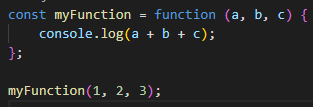 const myFunction = function (a, b, c) {
    console.log(a + b + c);
};

myFunction(1, 2, 3);